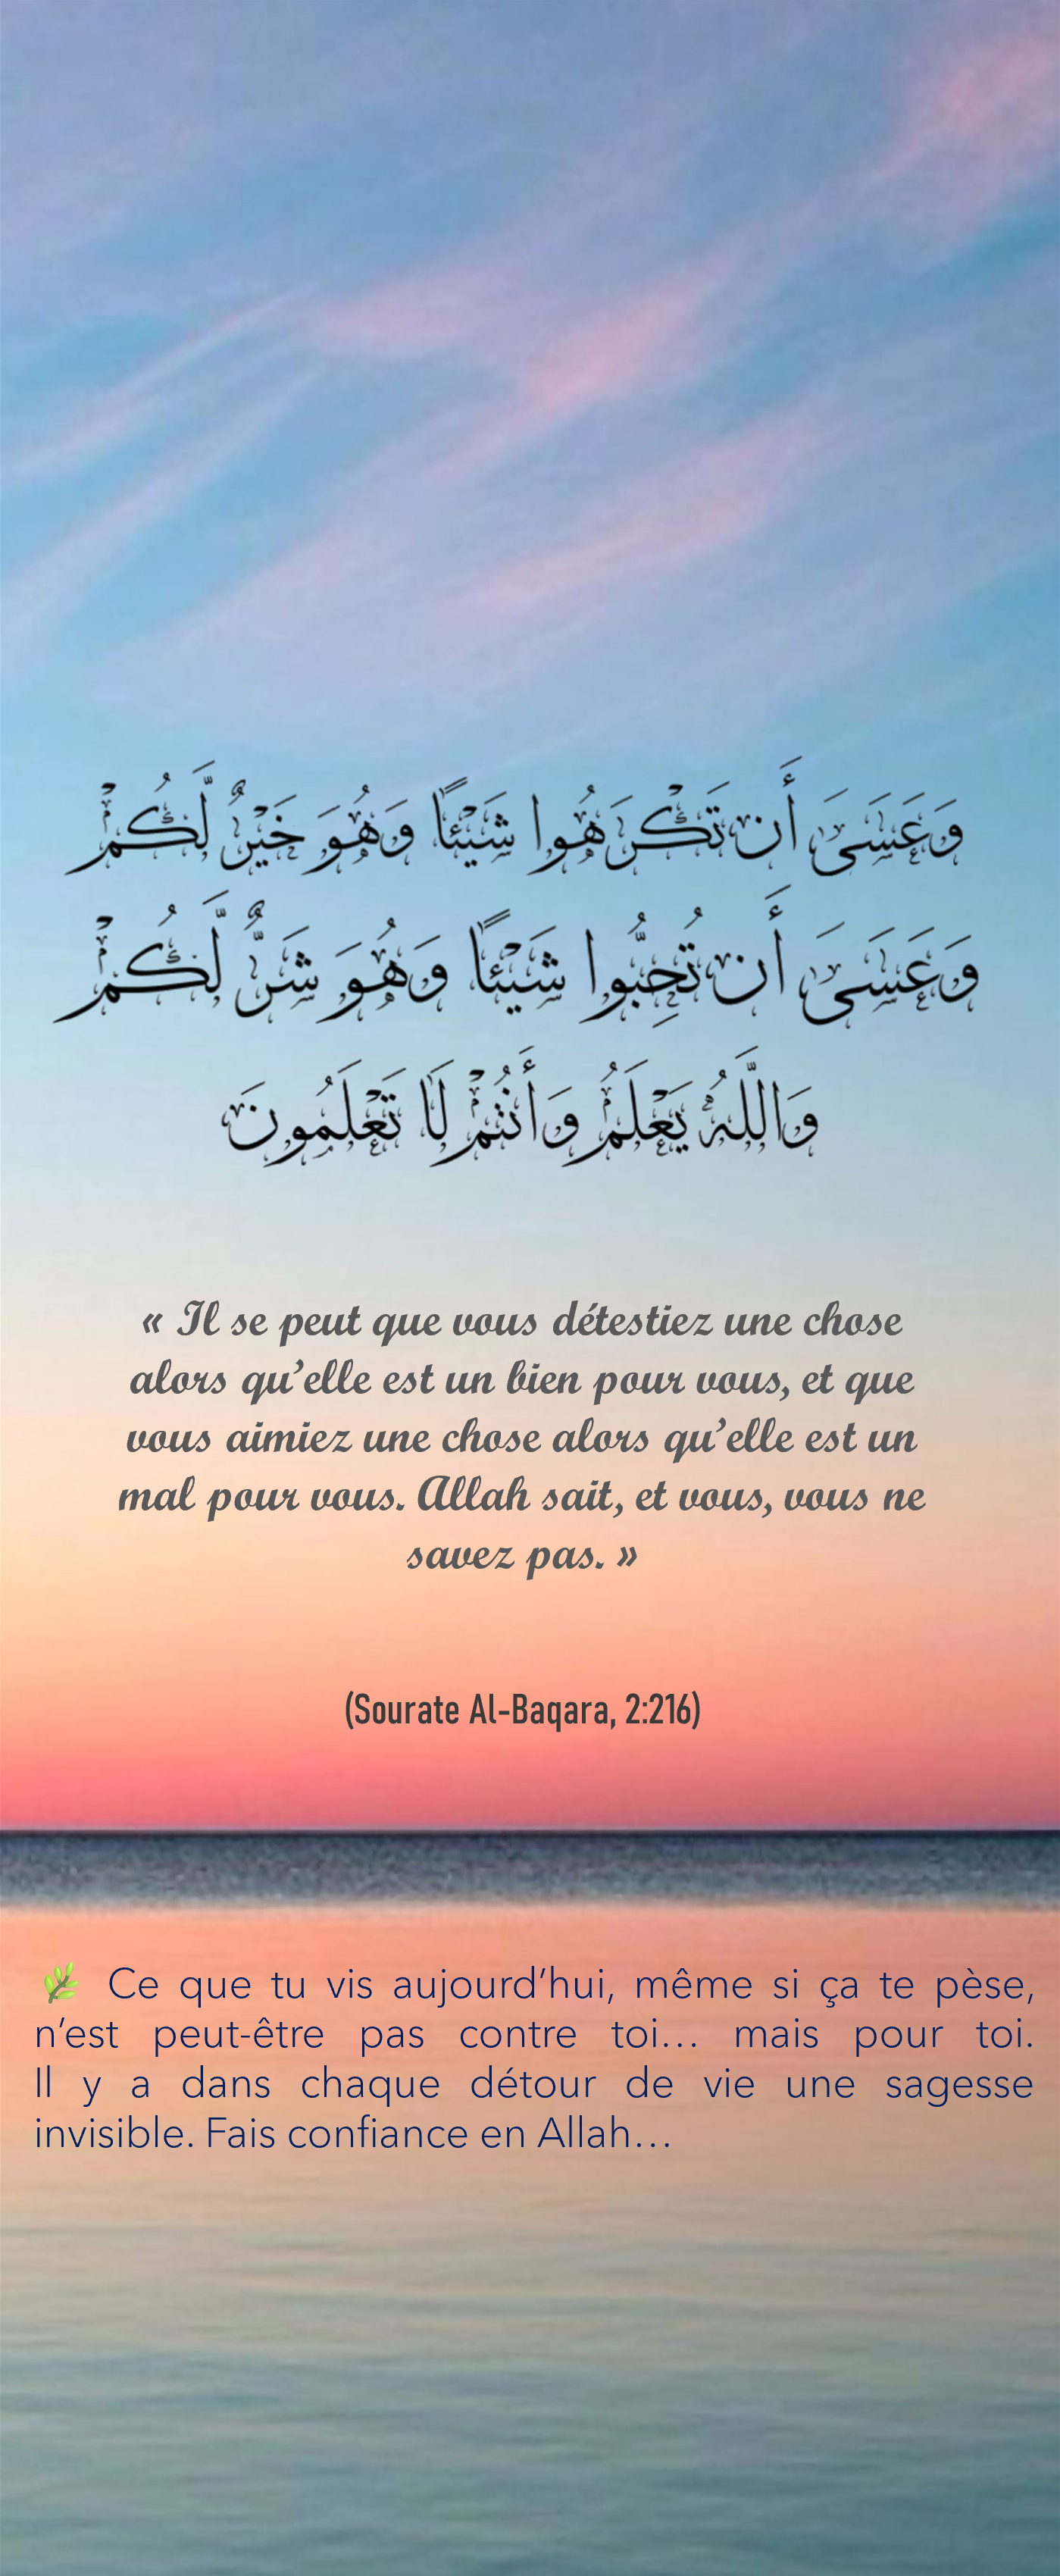 وَعَسَىٰ أَن تَكْرَهُوا شَيْئًا وَهُوَ خَيْرٌ لَّكُمْ
وَعَسَىٰ أَن تُحِبُّوا شَيْئًا وَهُوَ شَرٌّ لَّكُمْ
وَاللَّهُ يَعْلَمُ وَأَنتُمْ لَا تَعْلَمُونَ
« Il se peut que vous détestiez une chose
alors qu’elle est un bien pour vous, et que
vous aimiez une chose alors qu’elle est un
mal pour vous. Allah sait, et vous, vous ne
savez pas. »
(Sourate Al-Baqara, 2:216)
🌿 Ce que tu vis aujourd’hui, même si ça te pèse,
n’est peut-être pas contre toi… mais pour toi.
Il y a dans chaque détour de vie une sagesse
invisible. Fais confiance en Allah…